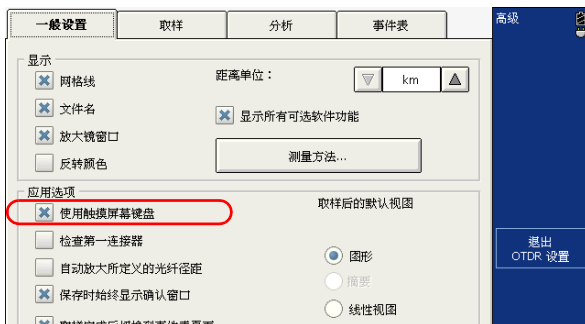 一般设置
取样
分析
事件表
高级
显示
网格线
距离单位：
km
文件名
显示所有可选软件功能
放大镜窗口
测量方法...
反转颜色
应用选项
使用触摸屏幕键盘
取样后的默认视图
检查第一连接器
图形
退出
OTDR 设置
自动放大所定义的光纤径距
摘要
保存时始终显示确认窗口
线性视图